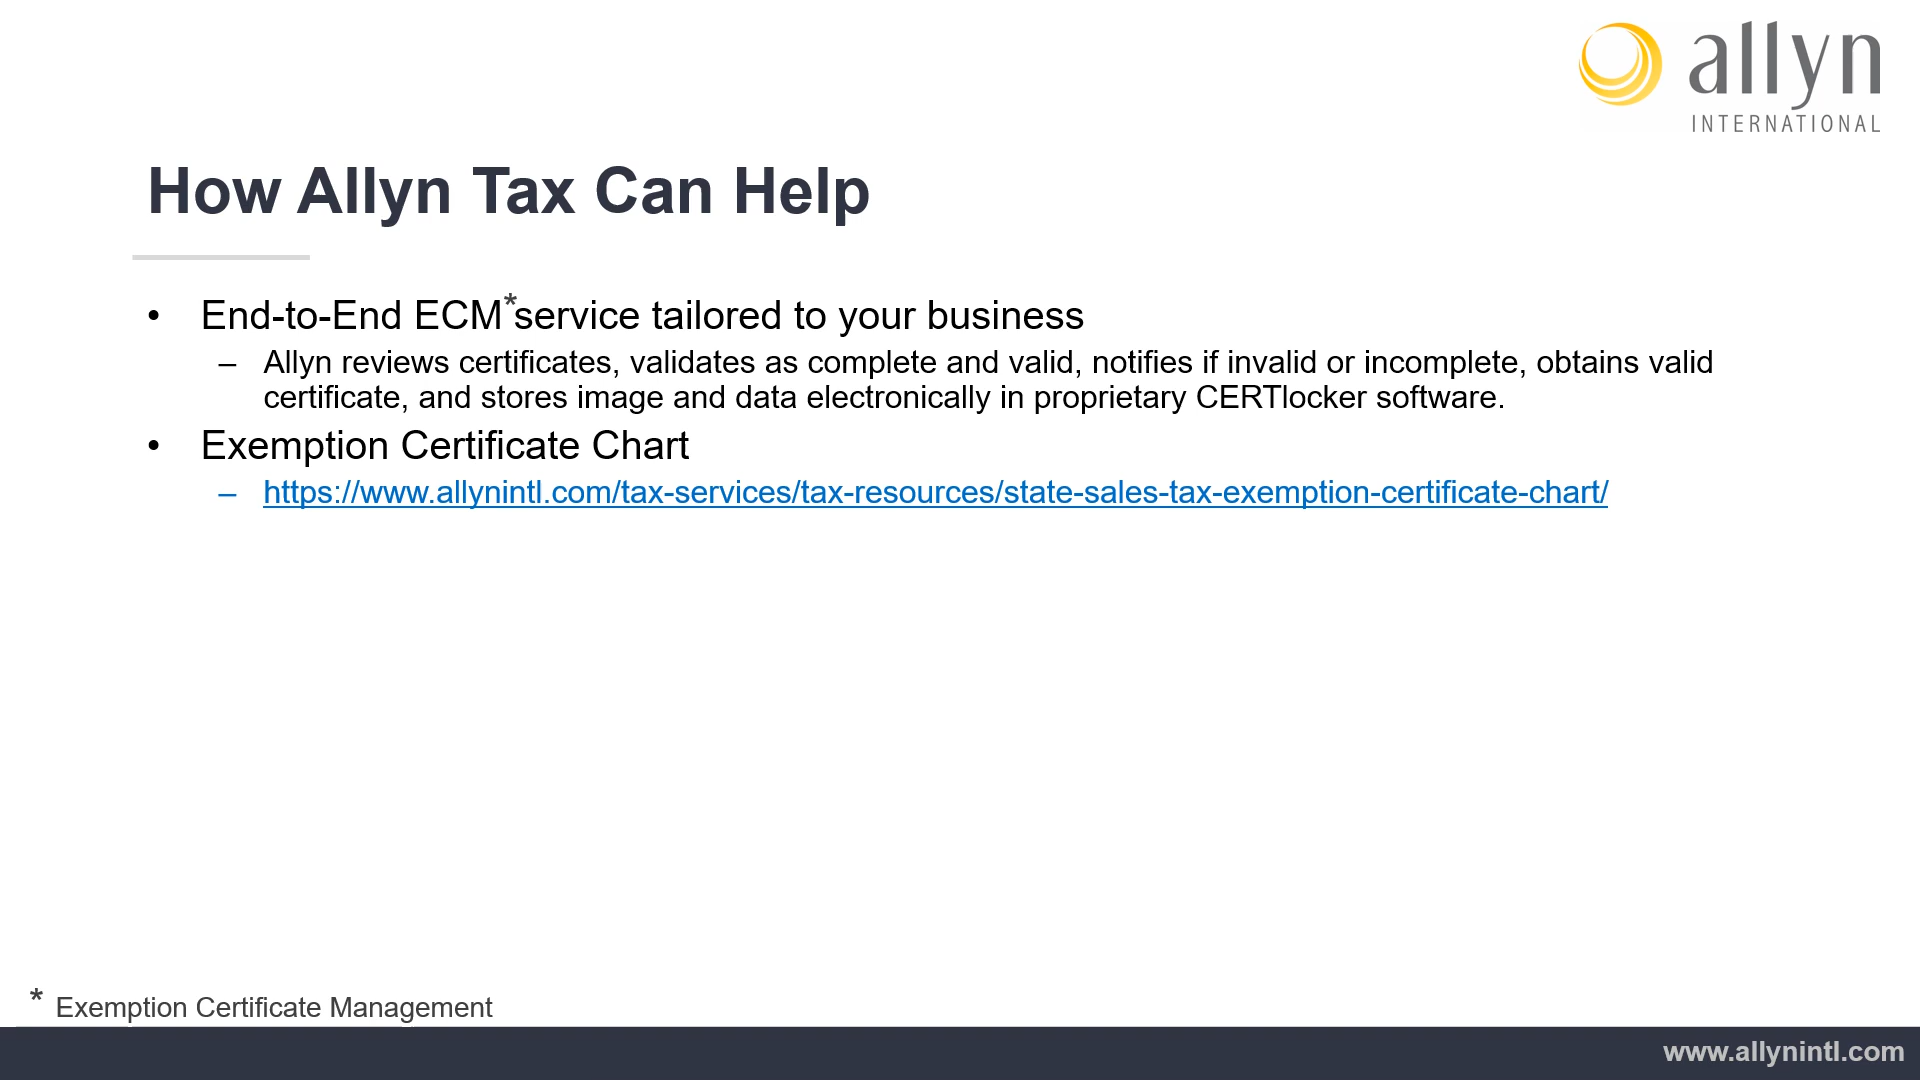 allyn
INTERNATIONAL
How Allyn Tax Can Help
• End-to-End ECM*service tailored to your business
– Allyn reviews certificates, validates as complete and valid, notifies if invalid or incomplete, obtains valid
certificate, and stores image and data electronically in proprietary CERTlocker software.
• Exemption Certificate Chart
– https://www.allynintl.com/tax-services/tax-resources/state-sales-tax-exemption-certificate-chart/
* Exemption Certificate Management
www.allynintl.com